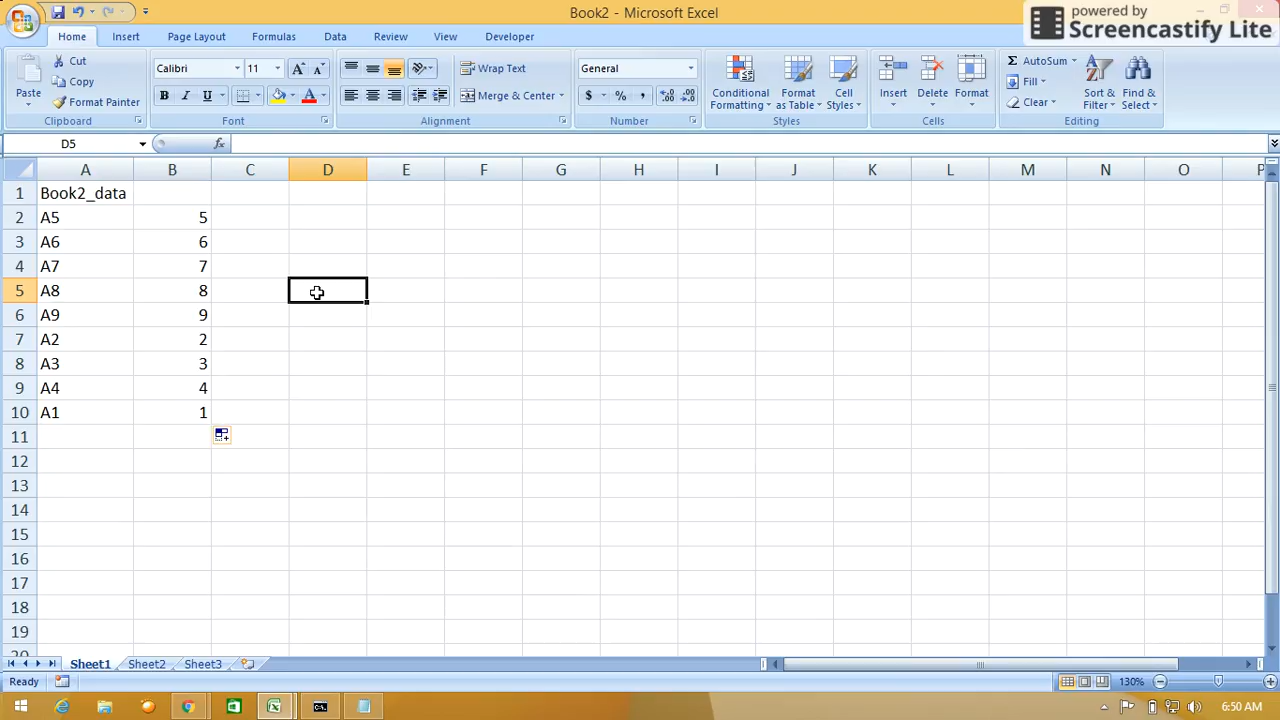 Book2 - Microsoft Excel
powered by
Screencastify Lite
Home Insert Page Layout Formulas Data Review View Developer
Paste
Cut
Copy
Format Painter
Clipboard
Calibri 11 A A
B I U A
Font
Wrap Text
Merge & Center
Alignment
General
$ % ,
Number
Conditional Formatting
Format as Table
Cell Styles
Styles
Insert
Delete
Format
Cells
Σ AutoSum
Fill
Clear
Sort & Filter
Find & Select
Editing
D5 fx
A B C D E F G H I J K L M N O P
1 Book2_data
2 A5 5
3 A6 6
4 A7 7
5 A8 8
6 A9 9
7 A2 2
8 A3 3
9 A4 4
10 A1 1
11
12
13
14
15
16
17
18
19
20
Sheet1 Sheet2 Sheet3
Ready 130%
6:50 AM